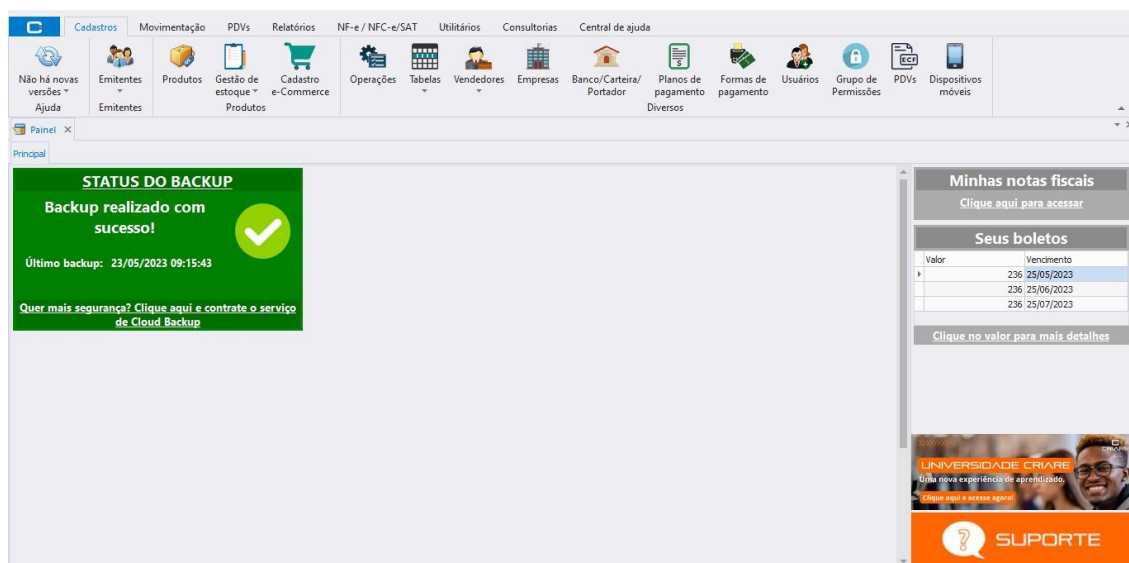 Cadastros Movimentação PDVs Relatórios NF-e / NFC-e/SAT Utilitários Consultorias Central de ajuda
Não há novas versões
Emitentes
Produtos
Gestão de estoque
Cadastro e-Commerce
Operações
Tabelas
Vendedores
Empresas
Banco/Carteira/ Portador
Planos de pagamento
Formas de pagamento
Usuários
Grupo de Permissões
ECF
PDVs
Dispositivos móveis
Ajuda Emitentes Produtos Diversos
Painel
Principal
STATUS DO BACKUP
Backup realizado com
sucesso!
Último backup: 23/05/2023 09:15:43
Quer mais segurança? Clique aqui e contrate o serviço
de Cloud Backup
Minhas notas fiscais
Clique aqui para acessar
Seus boletos
Valor Vencimento
236 25/05/2023
236 25/06/2023
236 25/07/2023
Clique no valor para mais detalhes
CRIARE
UNIVERSIDADE CRIARE
Uma nova experiência de aprendizado.
Clique aqui e acesse agora!
SUPORTE